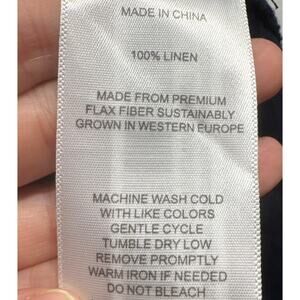 MADE IN CHINA
100% LINEN
MADE FROM PREMIUM
FLAX FIBER SUSTAINABLY
GROWN IN WESTERN EUROPE
MACHINE WASH COLD
WITH LIKE COLORS
GENTLE CYCLE
TUMBLE DRY LOW
REMOVE PROMPTLY
WARM IRON IF NEEDED
DO NOT BLEACH